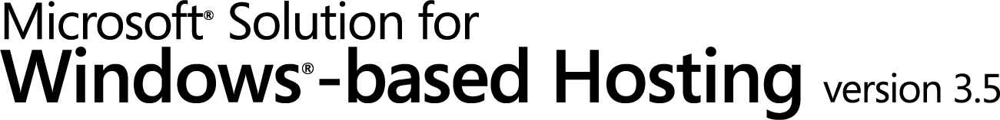 Microsoft® Solution for
Windows®-based Hosting version 3.5